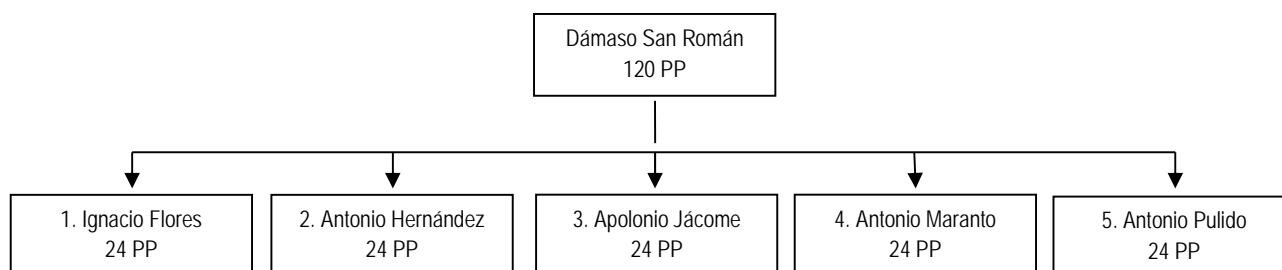 Dámaso San Román
120 PP
1. Ignacio Flores
24 PP
2. Antonio Hernández
24 PP
3. Apolonio Jácome
24 PP
4. Antonio Maranto
24 PP
5. Antonio Pulido
24 PP